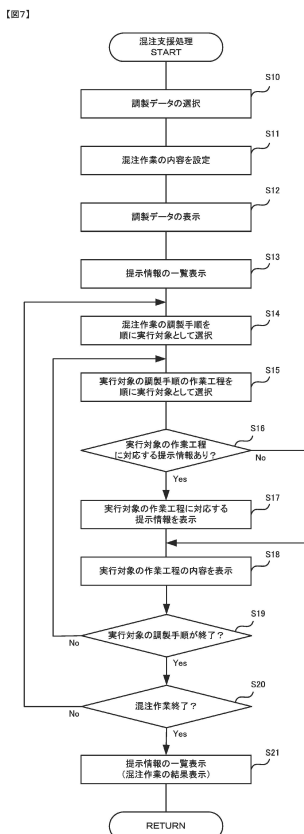 【図7】
混注支援処理
START
S10
調製データの選択
S11
混注作業の内容を設定
S12
調製データの表示
S13
提示情報の一覧表示
S14
混注作業の調製手順を
順に実行対象として選択
S15
実行対象の調製手順の作業工程を
順に実行対象として選択
S16
実行対象の作業工程
に対応する提示情報あり?
No
Yes
S17
実行対象の作業工程に対応する
提示情報を表示
S18
実行対象の作業工程の内容を表示
S19
実行対象の調製手順が終了?
No
Yes
S20
混注作業終了?
No
Yes
S21
提示情報の一覧表示
(混注作業の結果表示)
RETURN